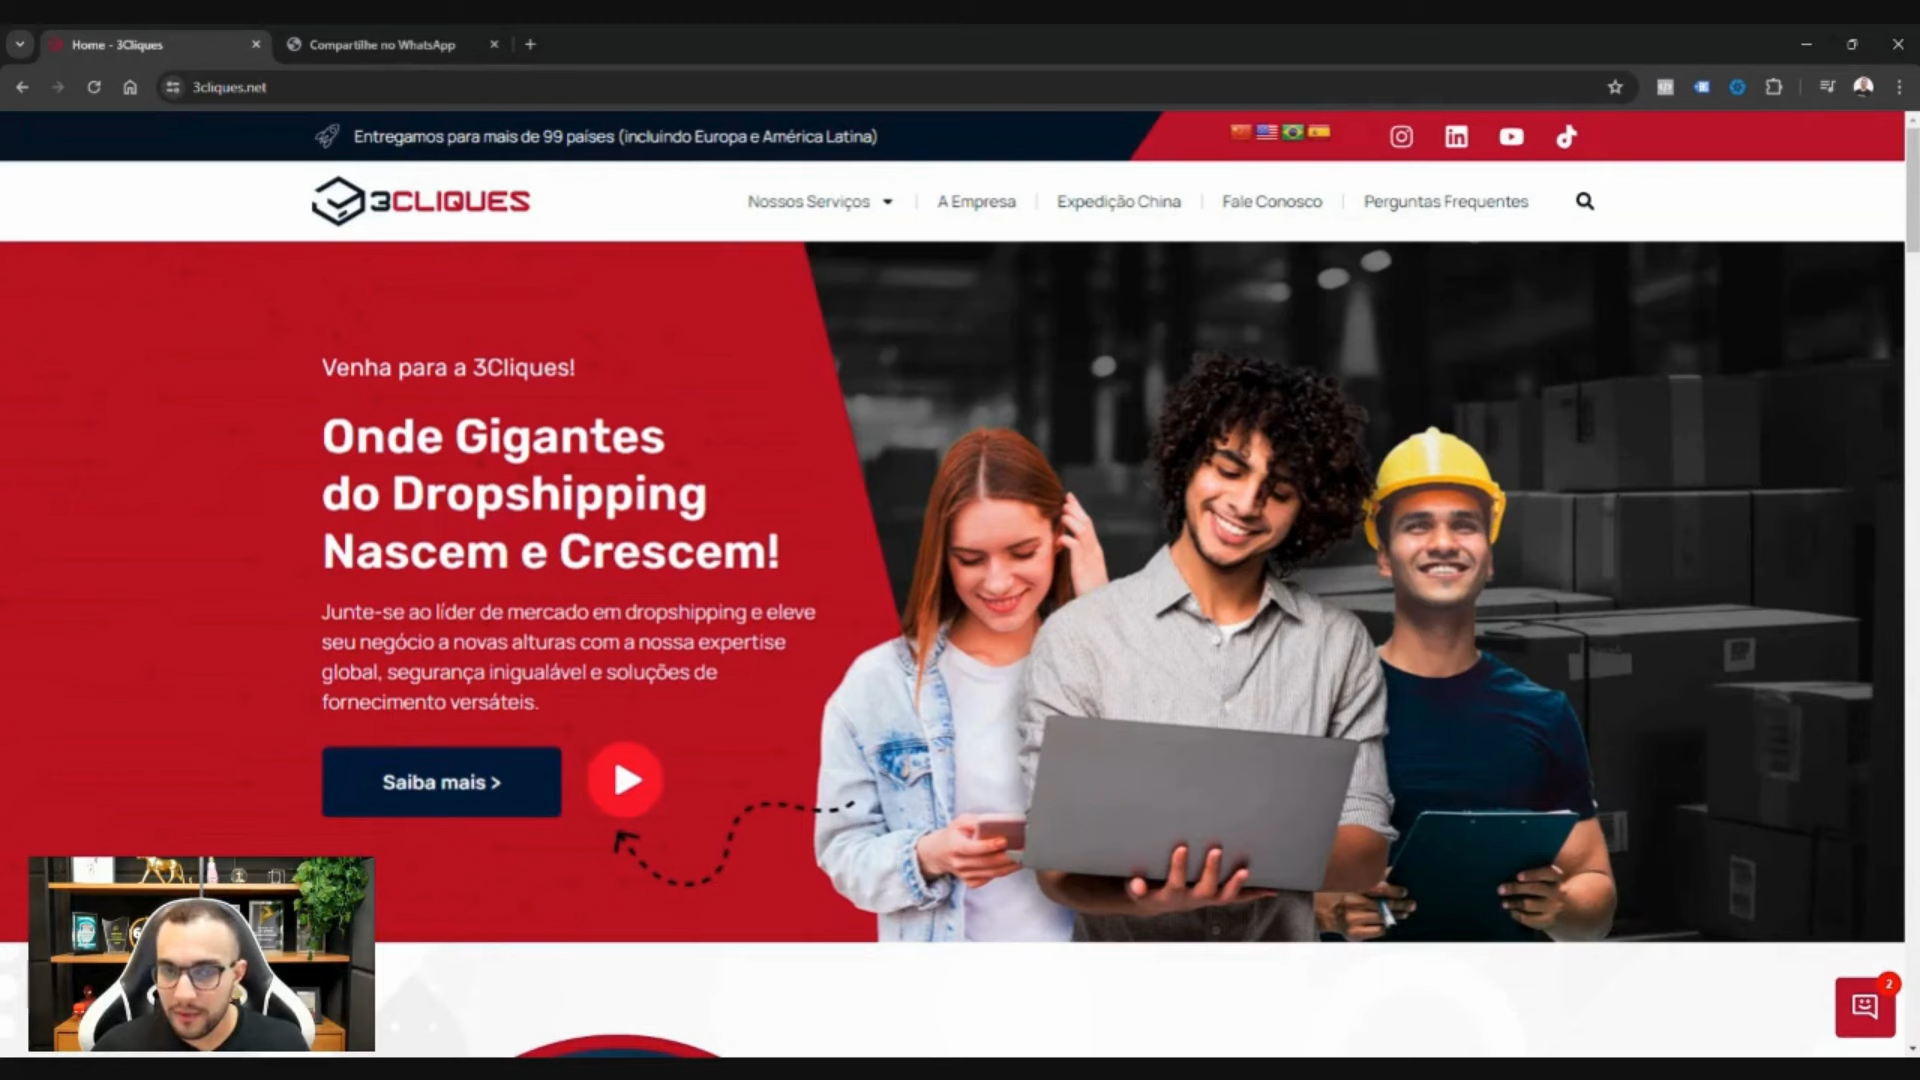 Home - 3Cliques
Compartilhe no WhatsApp
3cliques.net
Entregamos para mais de 99 países (incluindo Europa e América Latina)
3CLIQUES
Nossos Serviços
A Empresa
Expedição China
Fale Conosco
Perguntas Frequentes
Venha para a 3Cliques!
Onde Gigantes
do Dropshipping
Nascem e Crescem!
Junte-se ao líder de mercado em dropshipping e eleve
seu negócio a novas alturas com a nossa expertise
global, segurança inigualável e soluções de
fornecimento versáteis.
Saiba mais >
2